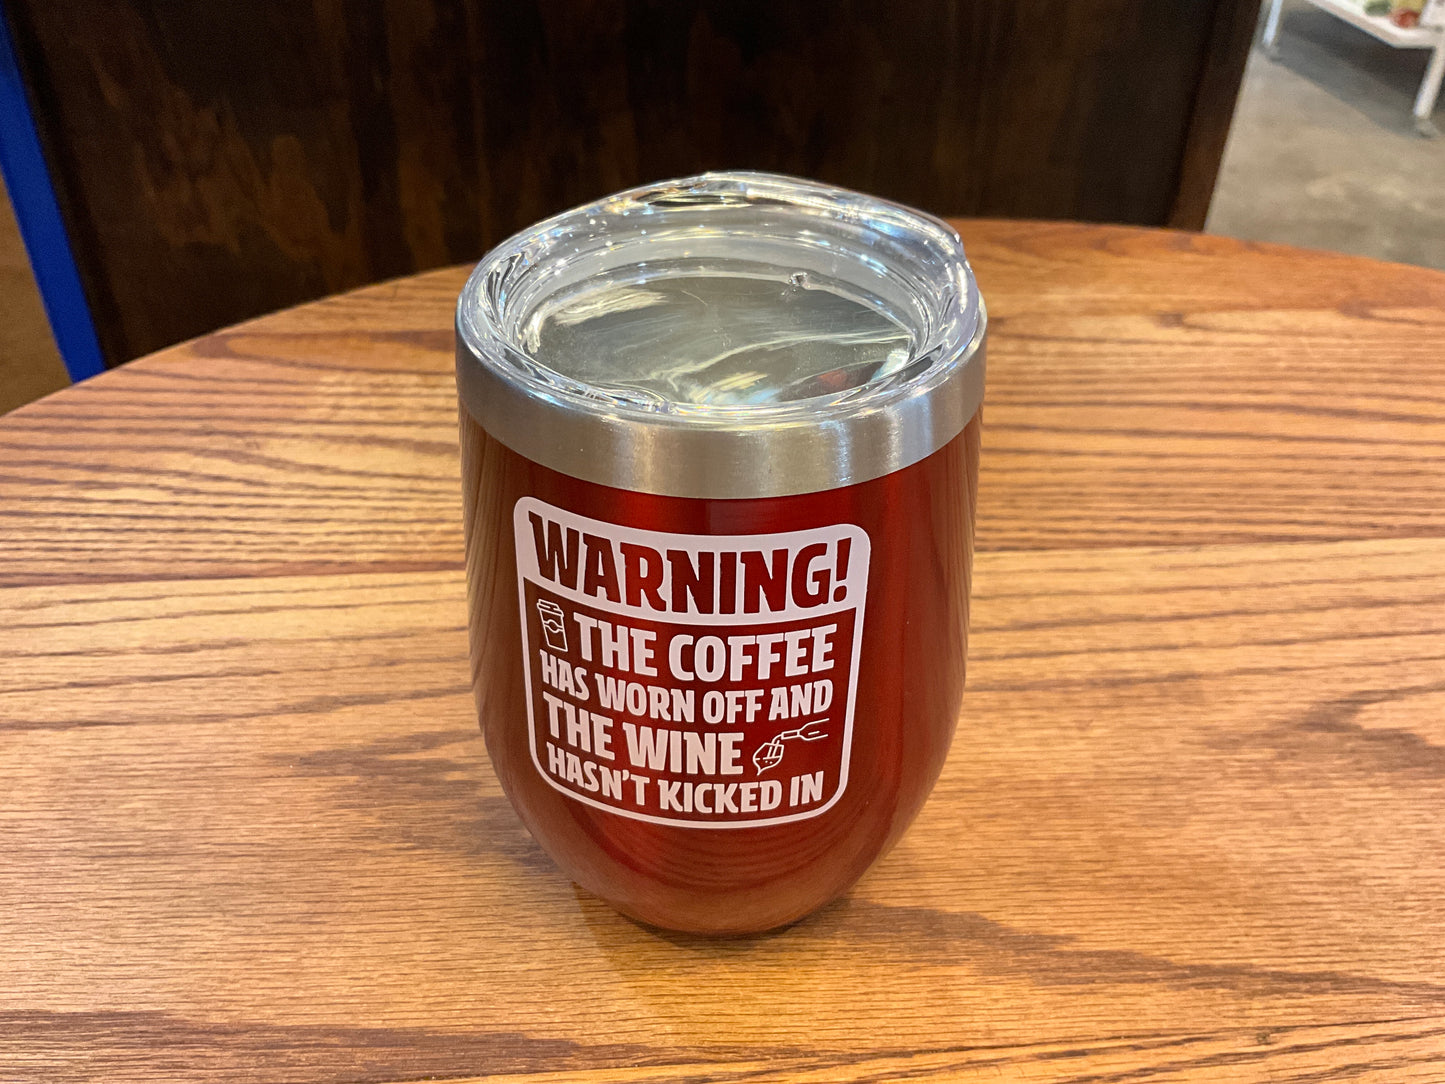 WARNING!
THE COFFEE
HAS WORN OFF AND
THE WINE
HASN'T KICKED IN